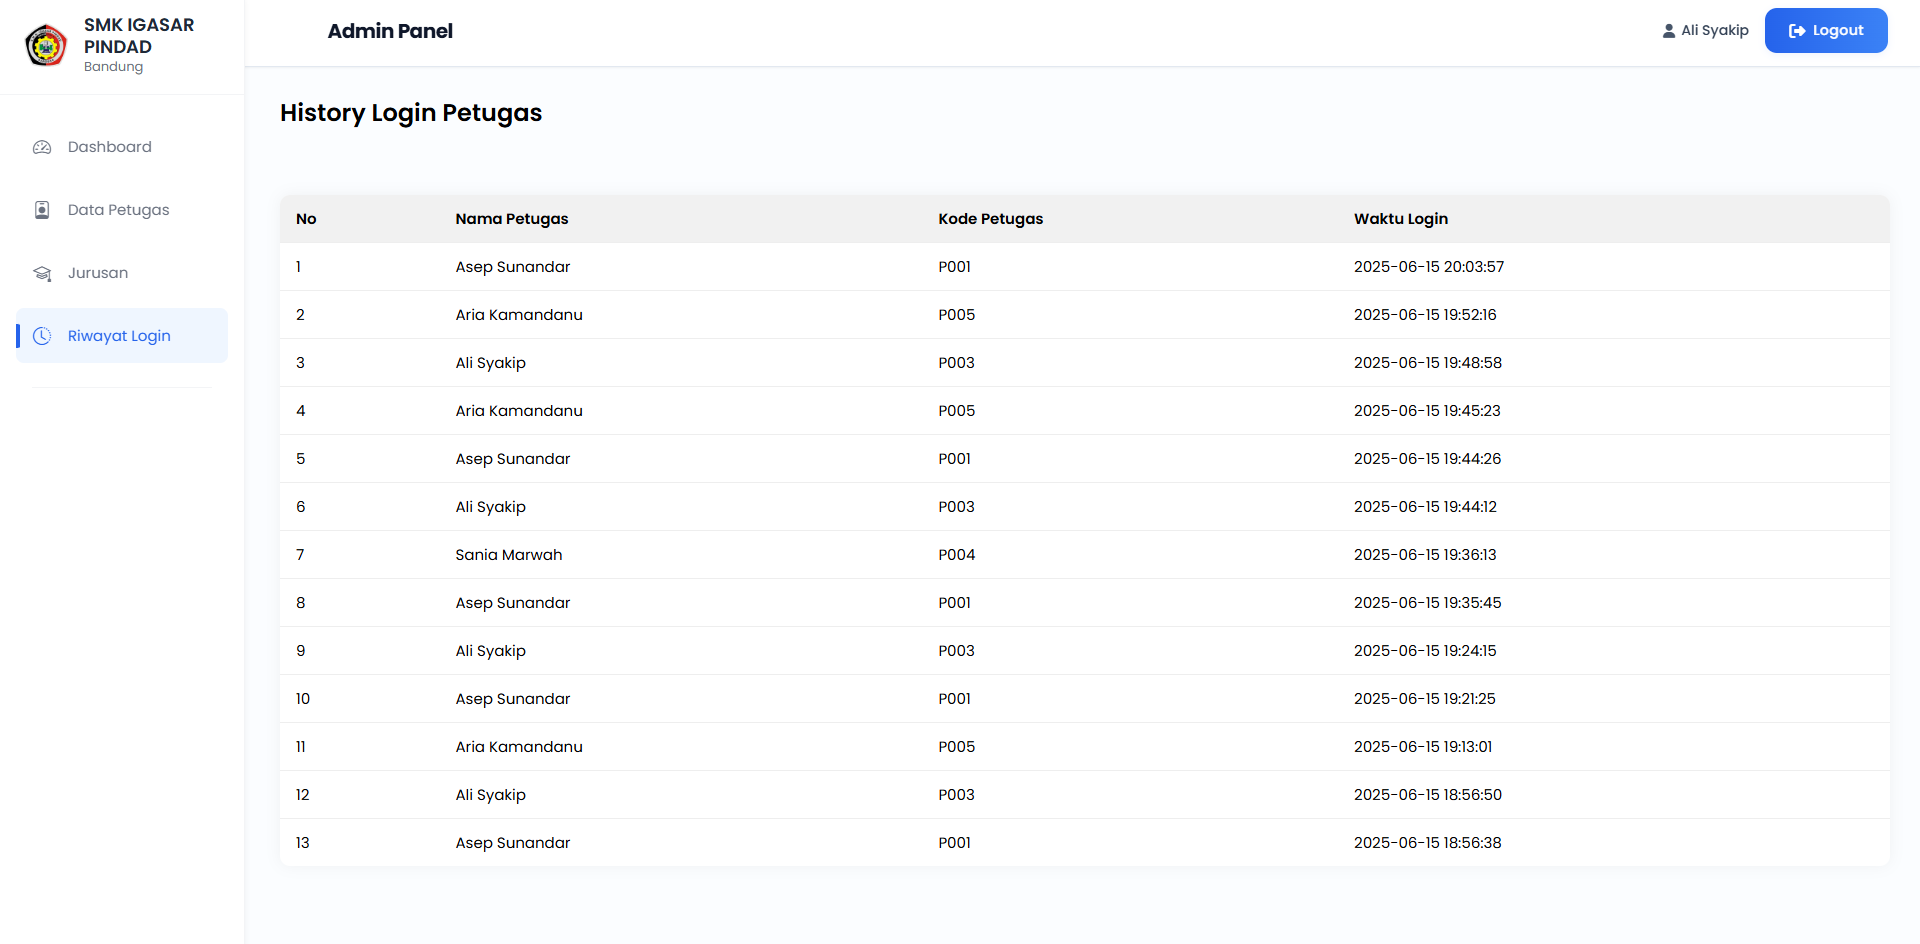 SMK IGASAR
PINDAD
Bandung
Admin Panel
Ali Syakip
Logout
Dashboard
Data Petugas
Jurusan
Riwayat Login
History Login Petugas
No Nama Petugas Kode Petugas Waktu Login
1 Asep Sunandar P001 2025-06-15 20:03:57
2 Aria Kamandanu P005 2025-06-15 19:52:16
3 Ali Syakip P003 2025-06-15 19:48:58
4 Aria Kamandanu P005 2025-06-15 19:45:23
5 Asep Sunandar P001 2025-06-15 19:44:26
6 Ali Syakip P003 2025-06-15 19:44:12
7 Sania Marwah P004 2025-06-15 19:36:13
8 Asep Sunandar P001 2025-06-15 19:35:45
9 Ali Syakip P003 2025-06-15 19:24:15
10 Asep Sunandar P001 2025-06-15 19:21:25
11 Aria Kamandanu P005 2025-06-15 19:13:01
12 Ali Syakip P003 2025-06-15 18:56:50
13 Asep Sunandar P001 2025-06-15 18:56:38